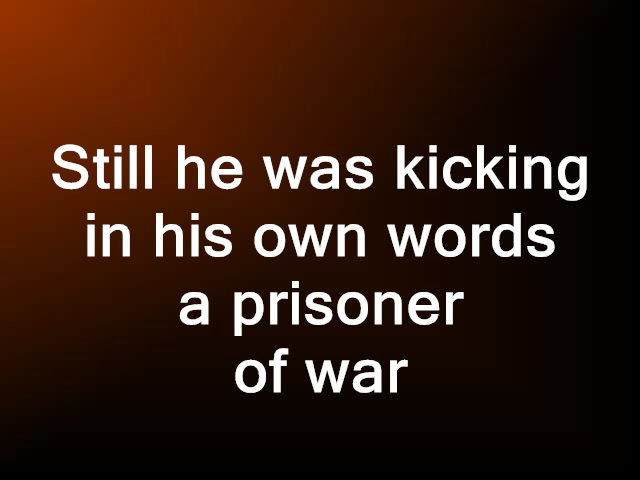 Still he was kicking
in his own words
a prisoner
of war